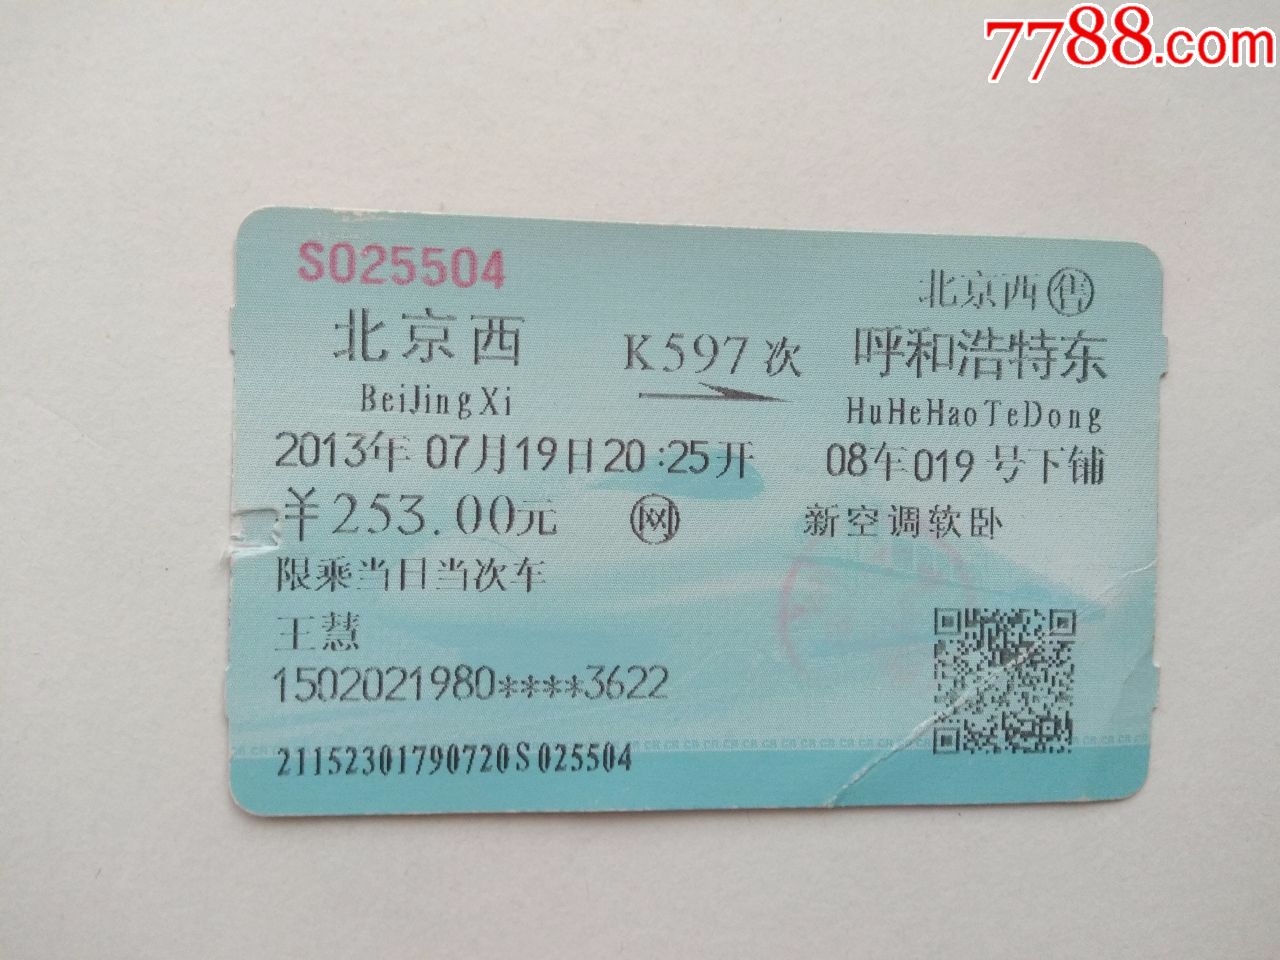 7788.com
S025504
北京西售
北京西 K597次 呼和浩特东
BeiJingXi HuHeHaoTeDong
2013年07月19日20:25开 08车019号下铺
￥253.00元 网 新空调软卧
限乘当日当次车
王慧
1502021980****3622
21152301790720S025504